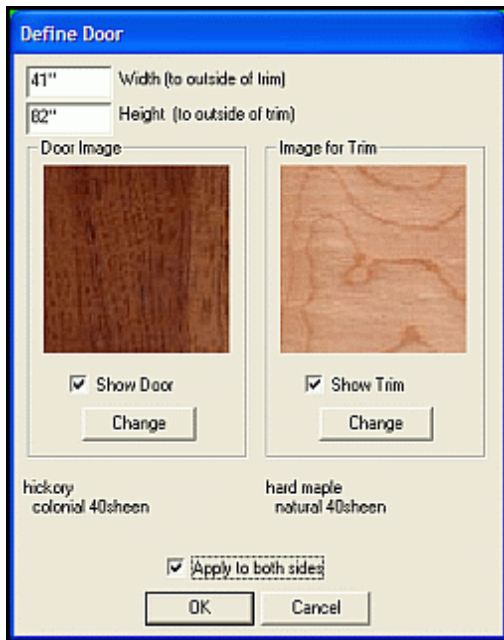 Define Door
41" Width (to outside of trim)
82" Height (to outside of trim)
Door Image
Image for Trim
Show Door
Show Trim
Change
Change
hickory
colonial 40sheen
hard maple
natural 40sheen
Apply to both sides
OK
Cancel